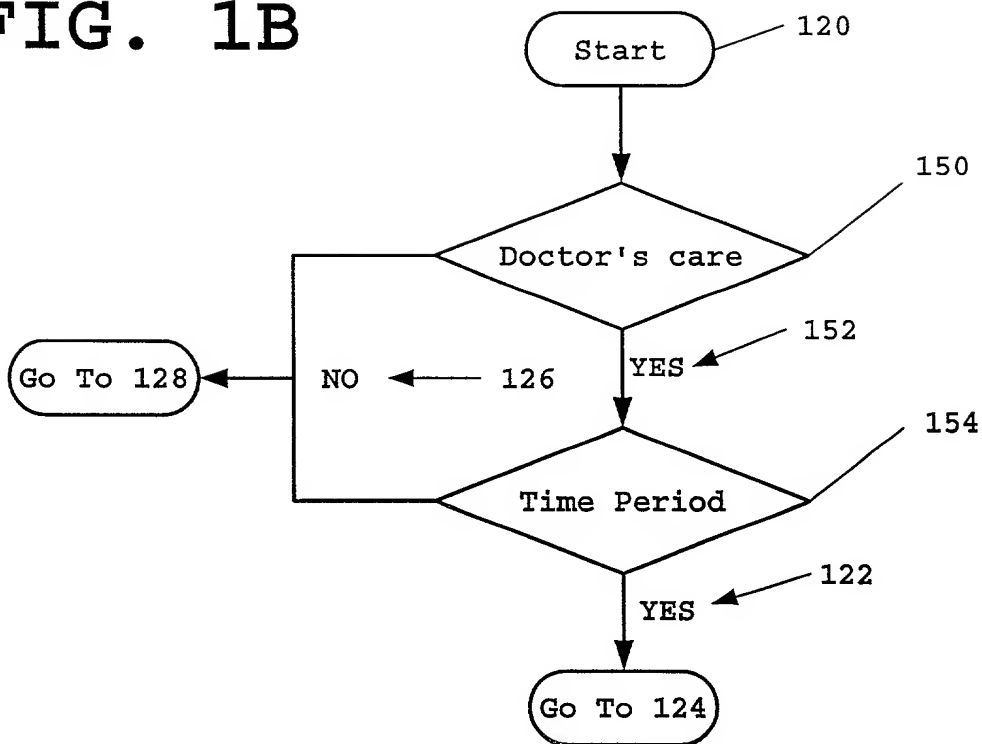 FIG. 1B
Start
120
150
Doctor's care
152
YES
Go To 128
NO
126
154
Time Period
122
YES
Go To 124